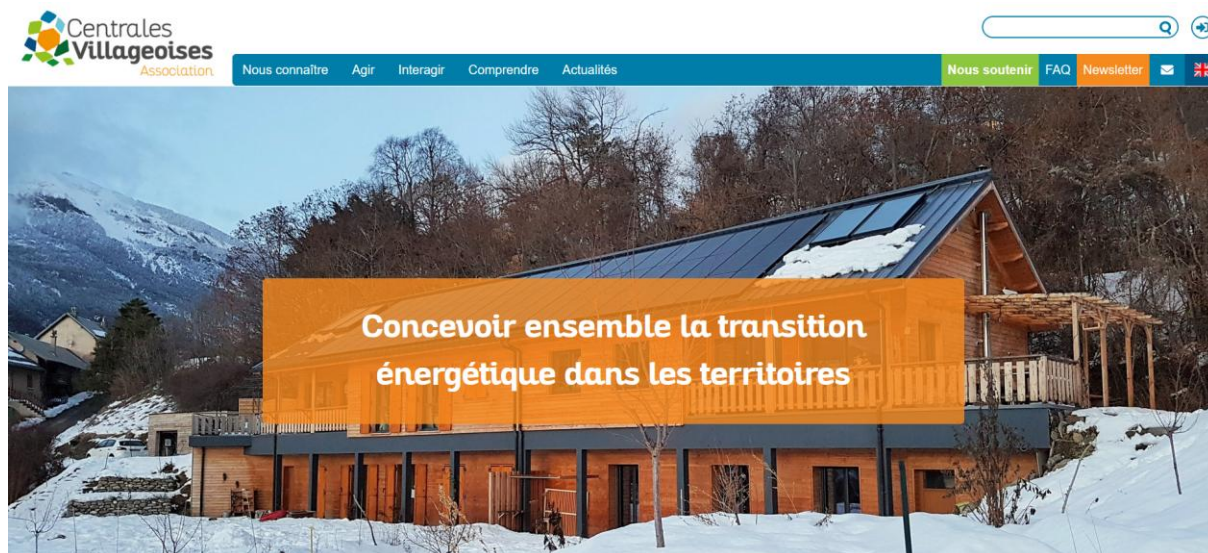 Centrales
Villageoises
Association
Nous connaître Agir Interagir Comprendre Actualités
Nous soutenir FAQ Newsletter
Concevoir ensemble la transition
énergétique dans les territoires